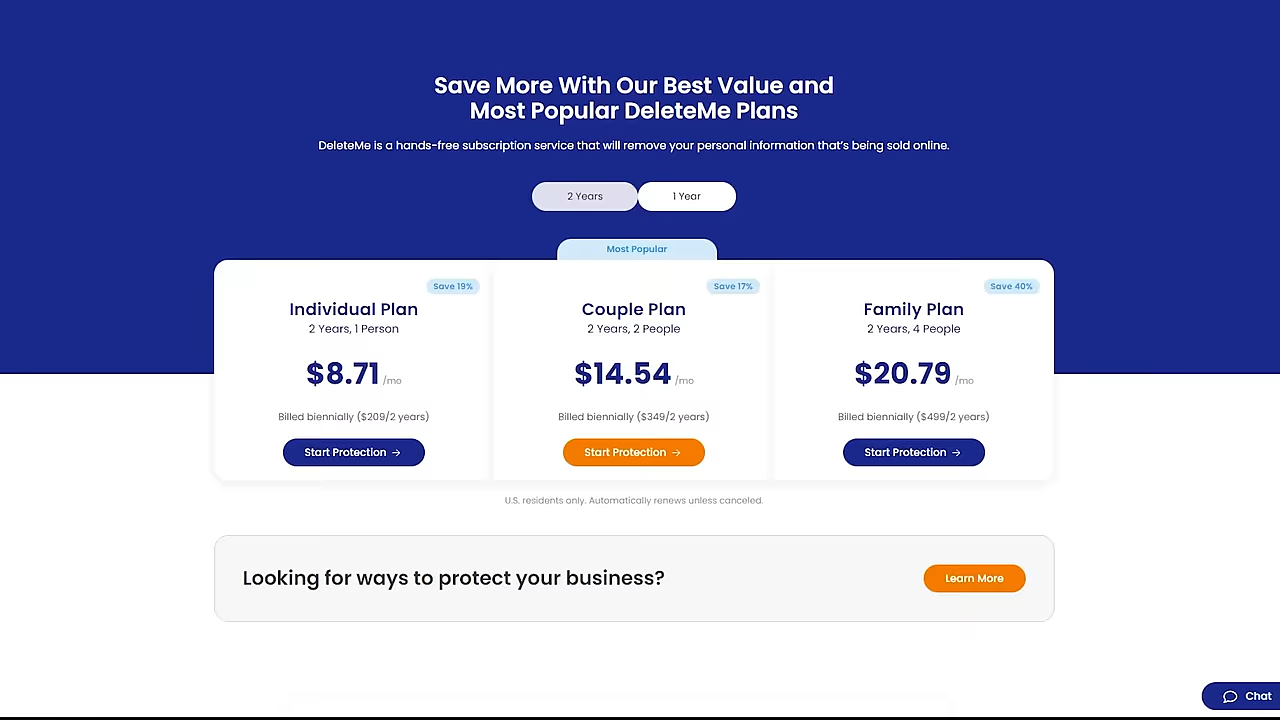 Save More With Our Best Value and
Most Popular DeleteMe Plans
DeleteMe is a hands-free subscription service that will remove your personal information that's being sold online.
2 Years
1 Year
Most Popular
Save 19%
Individual Plan
2 Years, 1 Person
$8.71 /mo
Billed biennially ($209/2 years)
Start Protection →
Save 17%
Couple Plan
2 Years, 2 People
$14.54 /mo
Billed biennially ($349/2 years)
Start Protection →
Save 40%
Family Plan
2 Years, 4 People
$20.79 /mo
Billed biennially ($499/2 years)
Start Protection →
U.S. residents only. Automatically renews unless canceled.
Looking for ways to protect your business?
Learn More
Chat